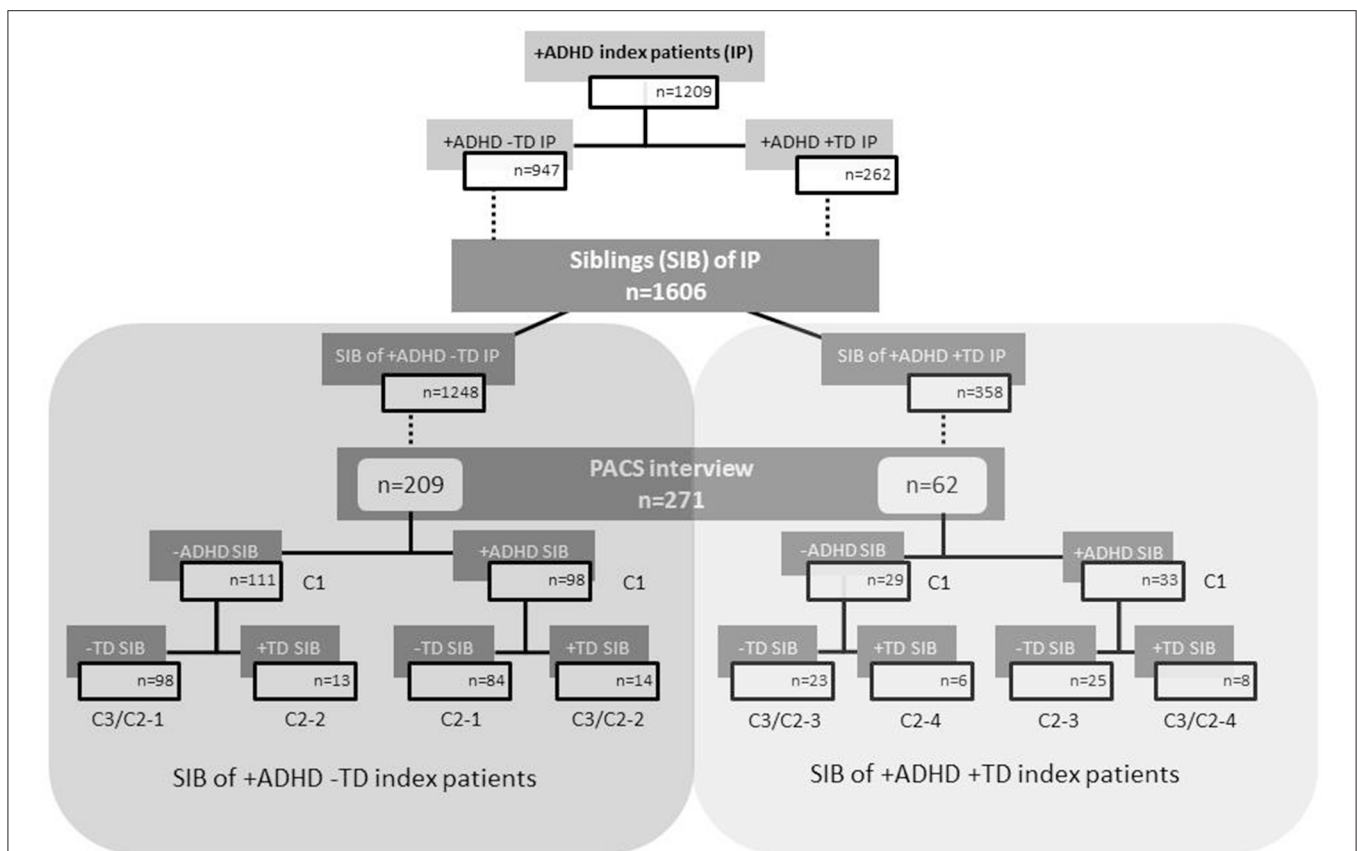 +ADHD index patients (IP)
n=1209
+ADHD -TD IP
n=947
+ADHD +TD IP
n=262
Siblings (SIB) of IP
n=1606
SIB of +ADHD -TD IP
n=1248
SIB of +ADHD +TD IP
n=358
PACS interview
n=271
n=209
n=62
-ADHD SIB
n=111
C1
+ADHD SIB
n=98
C1
-ADHD SIB
n=29
C1
+ADHD SIB
n=33
C1
-TD SIB
n=98
C3/C2-1
+TD SIB
n=13
C2-2
-TD SIB
n=84
C2-1
+TD SIB
n=14
C3/C2-2
-TD SIB
n=23
C3/C2-3
+TD SIB
n=6
C2-4
-TD SIB
n=25
C2-3
+TD SIB
n=8
C3/C2-4
SIB of +ADHD -TD index patients
SIB of +ADHD +TD index patients